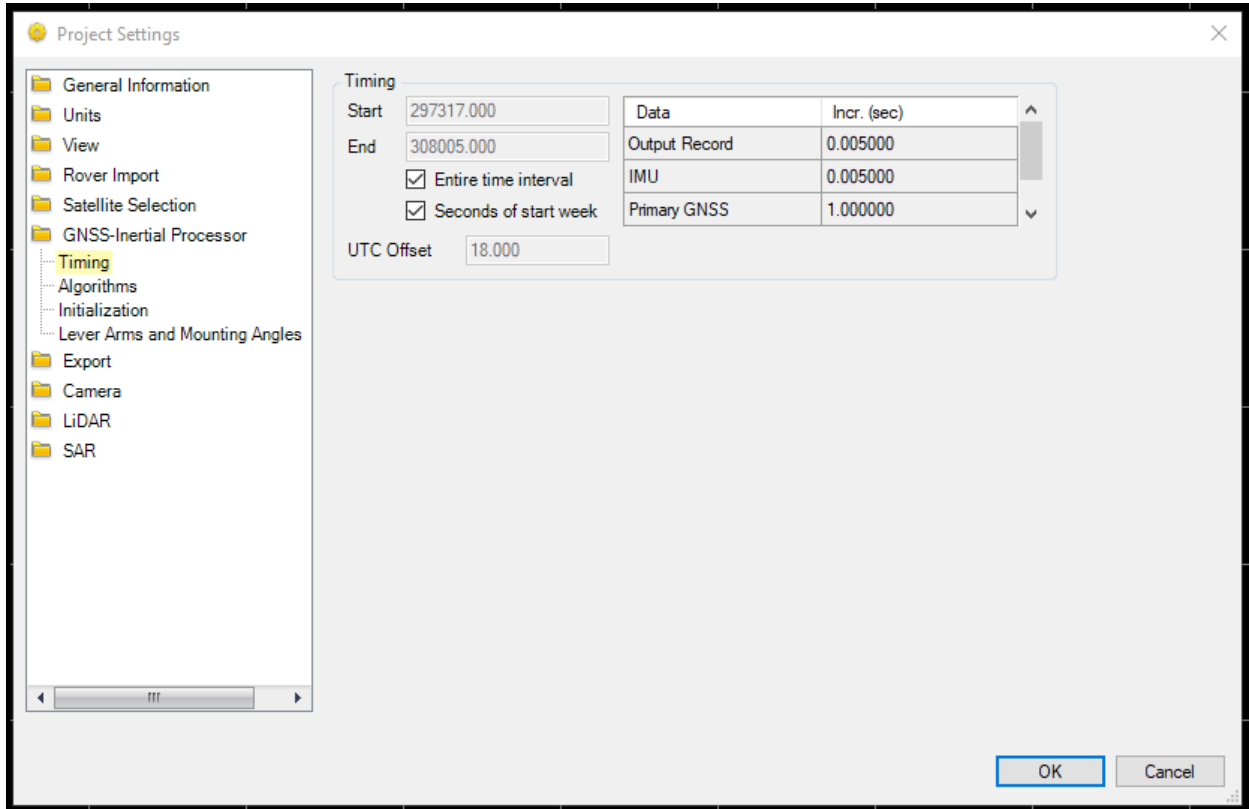 Project Settings
General Information
Units
View
Rover Import
Satellite Selection
GNSS-Inertial Processor
Timing
Algorithms
Initialization
Lever Arms and Mounting Angles
Export
Camera
LiDAR
SAR
Timing
Start 297317.000
End 308005.000
Entire time interval
Seconds of start week
UTC Offset 18.000
Data Incr. (sec)
Output Record 0.005000
IMU 0.005000
Primary GNSS 1.000000
OK Cancel